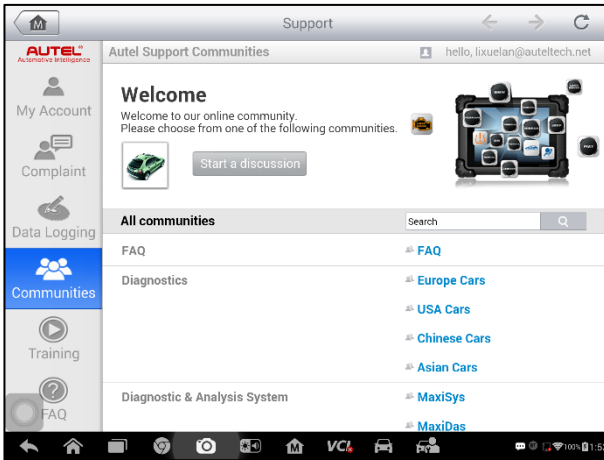 M
Support
AUTEL®
Automotive Intelligence
Autel Support Communities
hello, lixuelan@auteltech.net
My Account
Complaint
Data Logging
Communities
Training
FAQ
Welcome
Welcome to our online community.
Please choose from one of the following communities.
Start a discussion
All communities
Search
FAQ
FAQ
Diagnostics
Europe Cars
USA Cars
Chinese Cars
Asian Cars
Diagnostic & Analysis System
MaxiSys
MaxiDas
M
VCI
100%